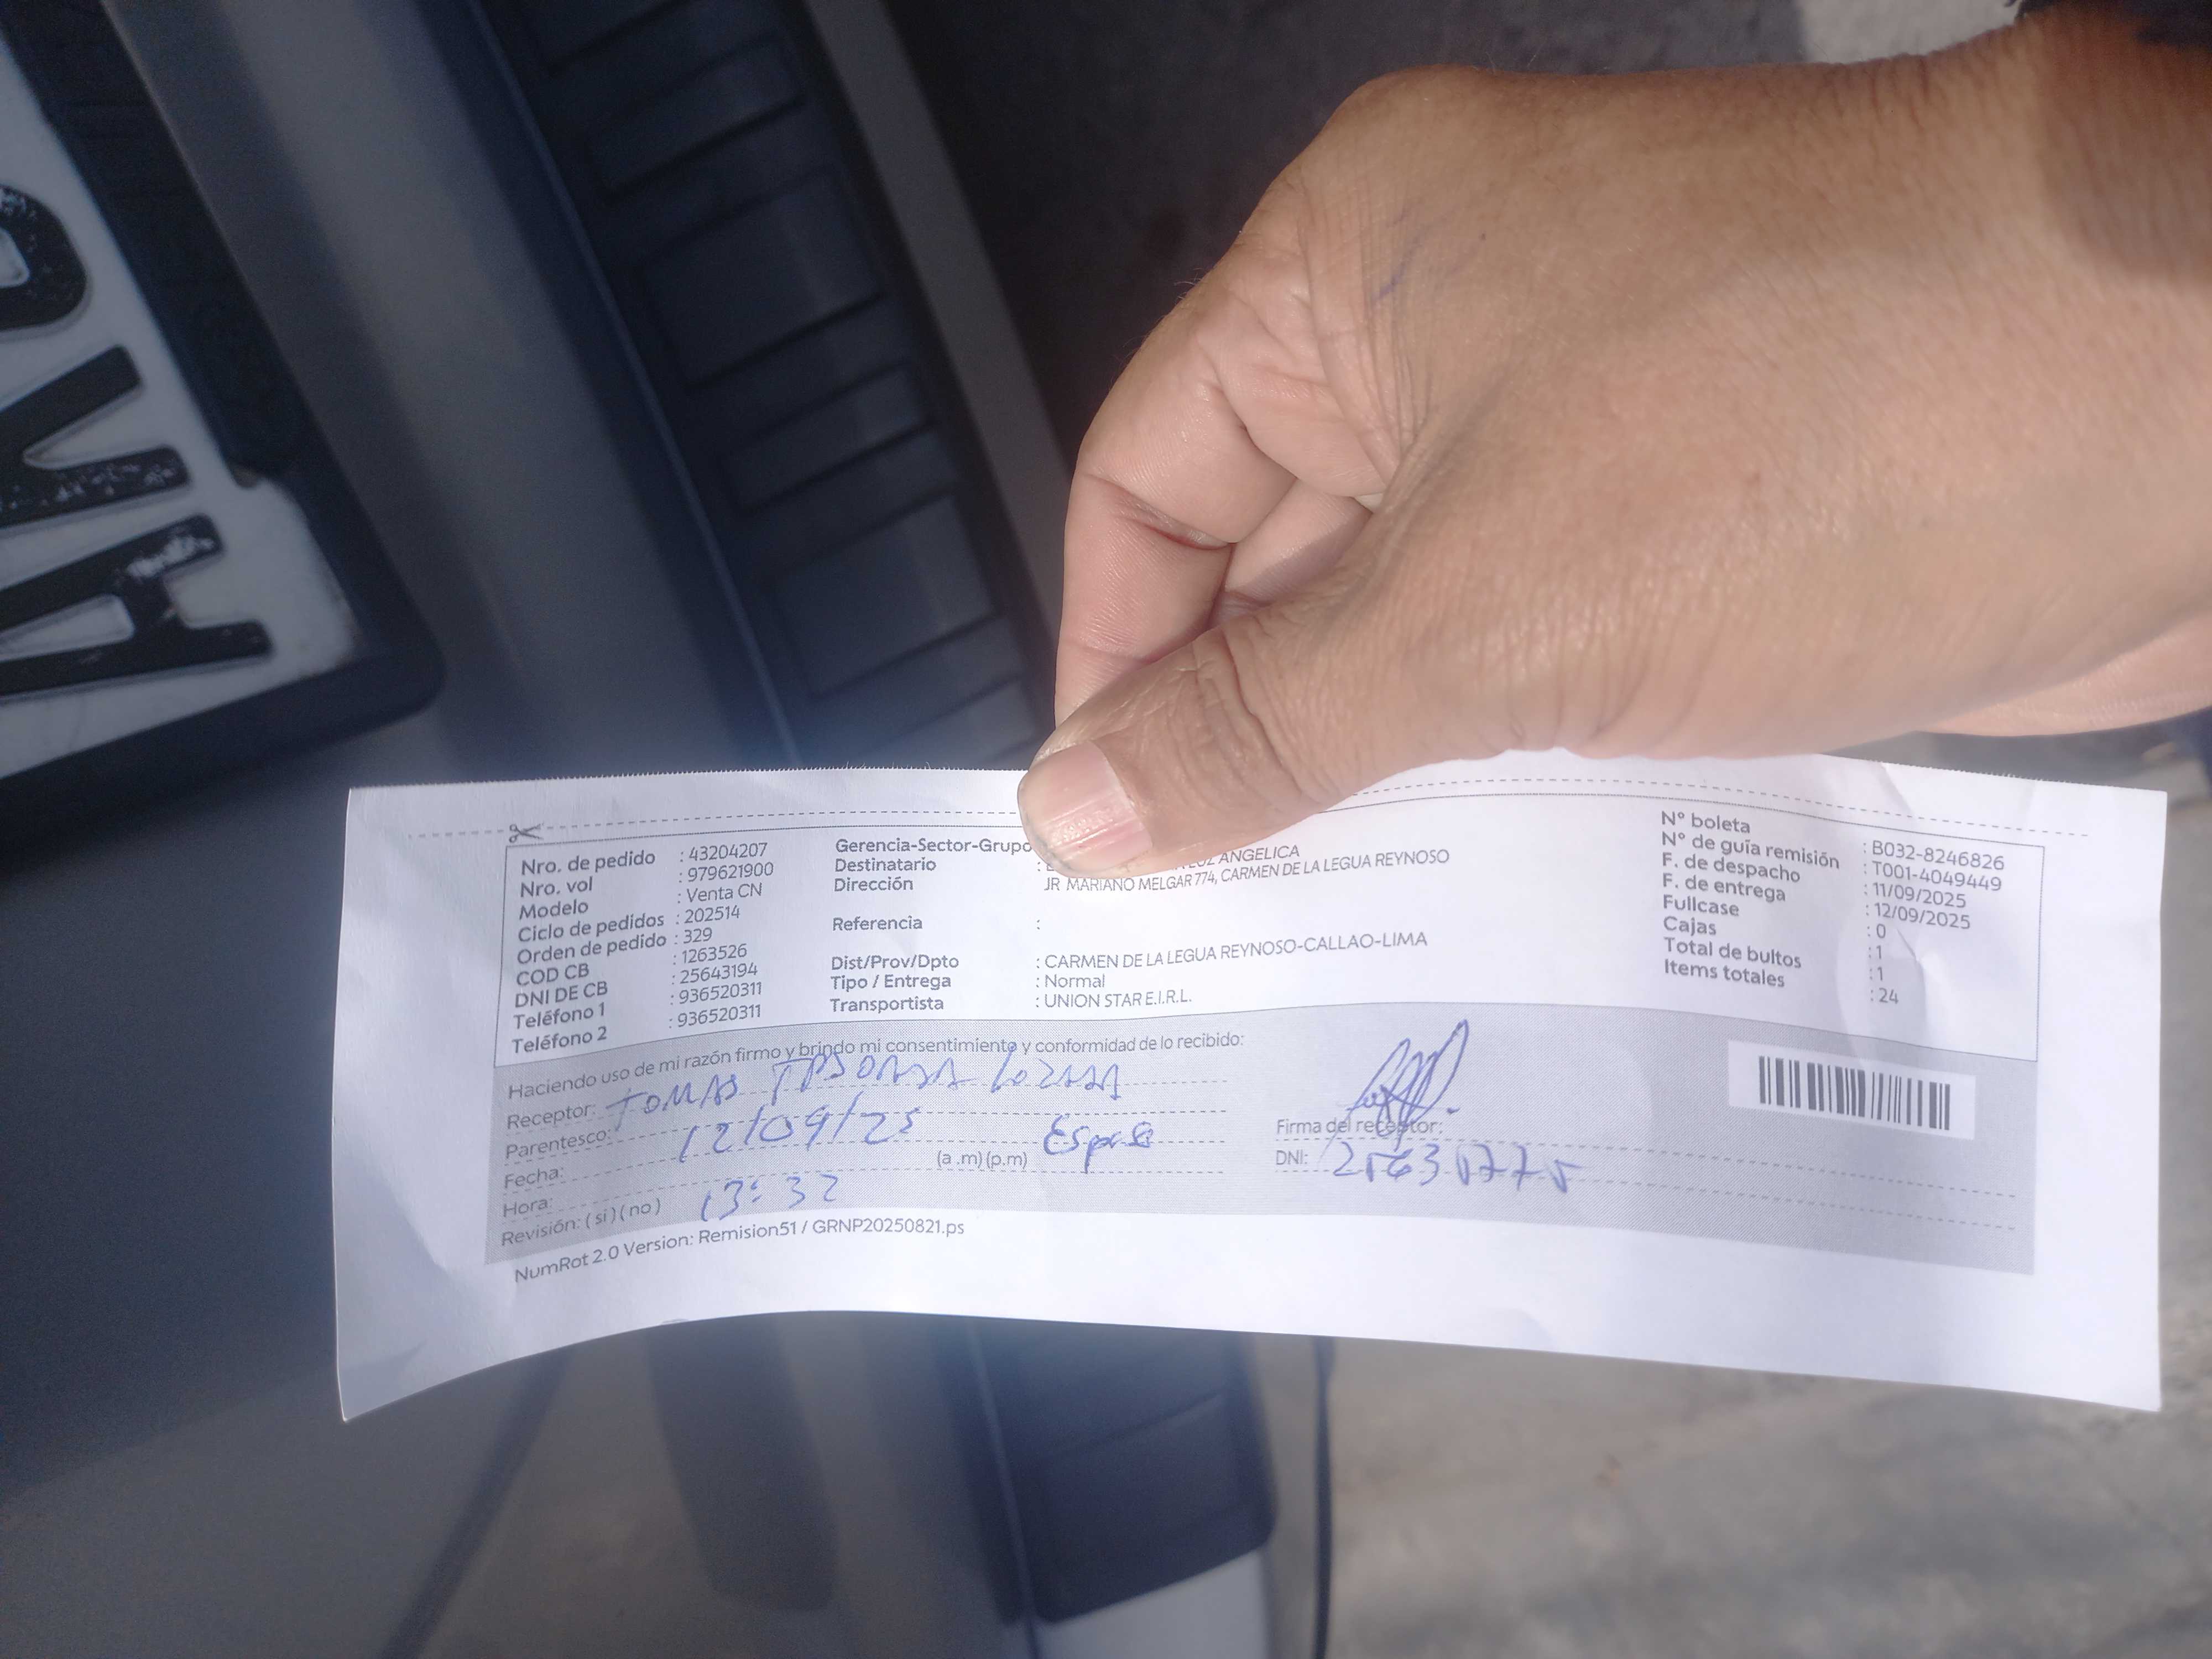 Nro. de pedido : 43204207
Nro. vol : 979621900
Modelo : Venta CN
Ciclo de pedidos : 202514
Orden de pedido : 329
COD CB : 1263526
DNI DE CB : 25643194
Teléfono 1 : 936520311
Teléfono 2 : 936520311
Gerencia-Sector-Grupo
Destinatario : ANGELICA
Dirección JR MARIANO MELGAR 774, CARMEN DE LA LEGUA REYNOSO
Referencia :
Dist/Prov/Dpto : CARMEN DE LA LEGUA REYNOSO-CALLAO-LIMA
Tipo / Entrega : Normal
Transportista : UNION STAR E.I.R.L.
N° boleta : B032-8246826
N° de guía remisión : T001-4049449
F. de despacho : 11/09/2025
F. de entrega : 12/09/2025
Fullcase : 0
Cajas : 1
Total de bultos : 1
Items totales : 24
Haciendo uso de mi razón firmo y brindo mi consentimiento y conformidad de lo recibido:
Receptor: TOMAS
Parentesco:
Fecha: 12/09/25
Hora: (a .m) (p.m)
Revisión: ( si ) ( no ) 13:32
Firma del receptor:
DNI:
NumRot 2.0 Version: Remision51 / GRNP20250821.ps